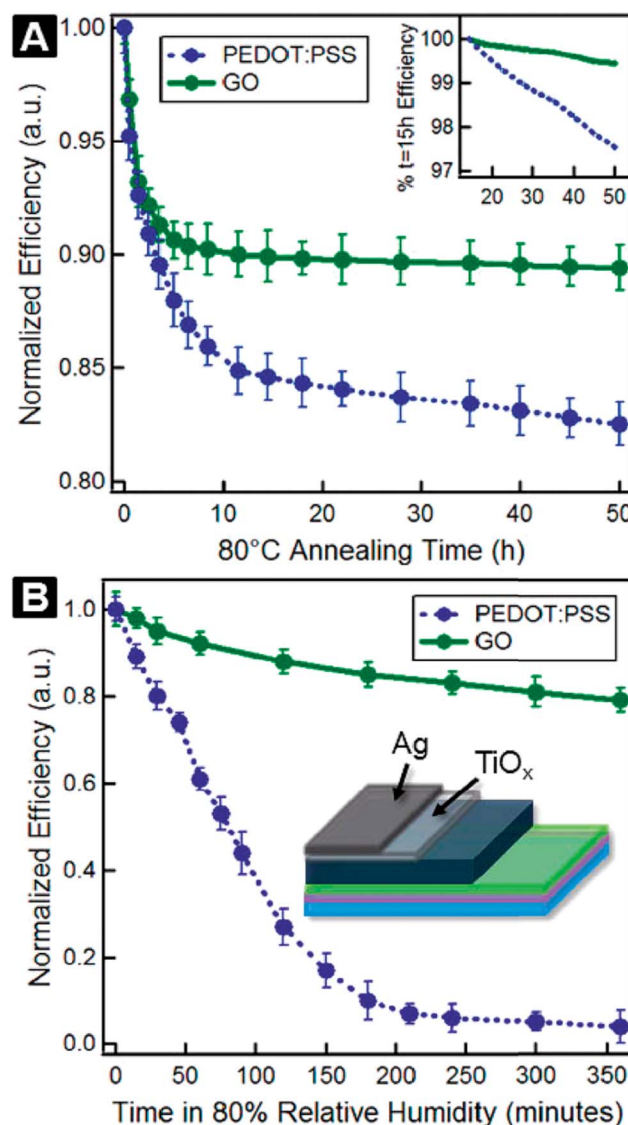 A
1.00
0.95
0.90
0.85
0.80
Normalized Efficiency (a.u.)
PEDOT:PSS
GO
% t=15h Efficiency
100
99
98
97
20 30 40 50
0 10 20 30 40 50
80°C Annealing Time (h)
B
1.0
0.8
0.6
0.4
0.2
0.0
Normalized Efficiency (a.u.)
PEDOT:PSS
GO
Ag
TiOx
0 50 100 150 200 250 300 350
Time in 80% Relative Humidity (minutes)